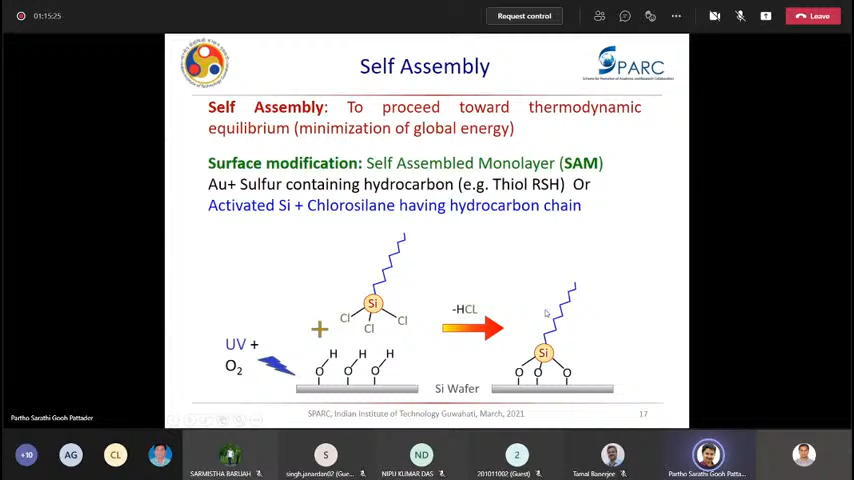 01:15:25
Request control
Leave
Self Assembly
SPARC
Self Assembly: To proceed toward thermodynamic
equilibrium (minimization of global energy)
Surface modification: Self Assembled Monolayer (SAM)
Au+ Sulfur containing hydrocarbon (e.g. Thiol RSH) Or
Activated Si + Chlorosilane having hydrocarbon chain
Si
Cl
Cl
Cl
+
-HCL
UV +
O2
H
H
H
O
O
O
Si Wafer
Si
O
O
O
Partho Sarathi Gooh Pattader
SPARC, Indian Institute of Technology Guwahati, March, 2021
17
+10
AG
CL
S
ND
2
SARMISTHA BARUAH
singh.janardan02 (Gue...
NIPU KUMAR DAS
201011002 (Guest)
Tamal Banerjee
Partho Sarathi Gooh Patta...